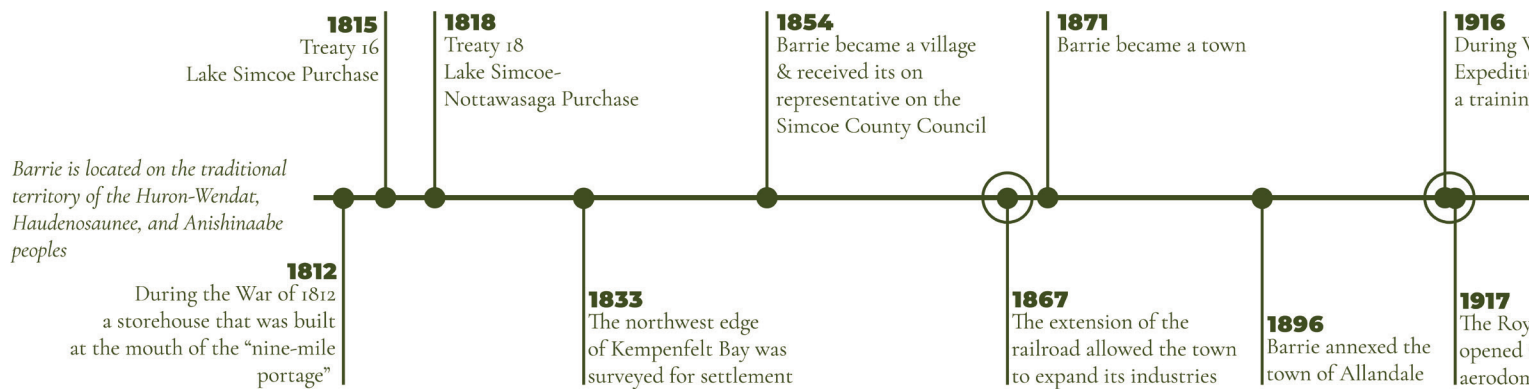 1815
Treaty 16
Lake Simcoe Purchase
1818
Treaty 18
Lake Simcoe-
Nottawasaga Purchase
1854
Barrie became a village
& received its on
representative on the
Simcoe County Council
1871
Barrie became a town
1916
During
Expediti
a trainin
Barrie is located on the traditional
territory of the Huron-Wendat,
Haudenosaunee, and Anishinaabe
peoples
1812
During the War of 1812
a storehouse that was built
at the mouth of the “nine-mile
portage”
1833
The northwest edge
of Kempenfelt Bay was
surveyed for settlement
1867
The extension of the
railroad allowed the town
to expand its industries
1896
Barrie annexed the
town of Allandale
1917
The Roy
opened
aerodon